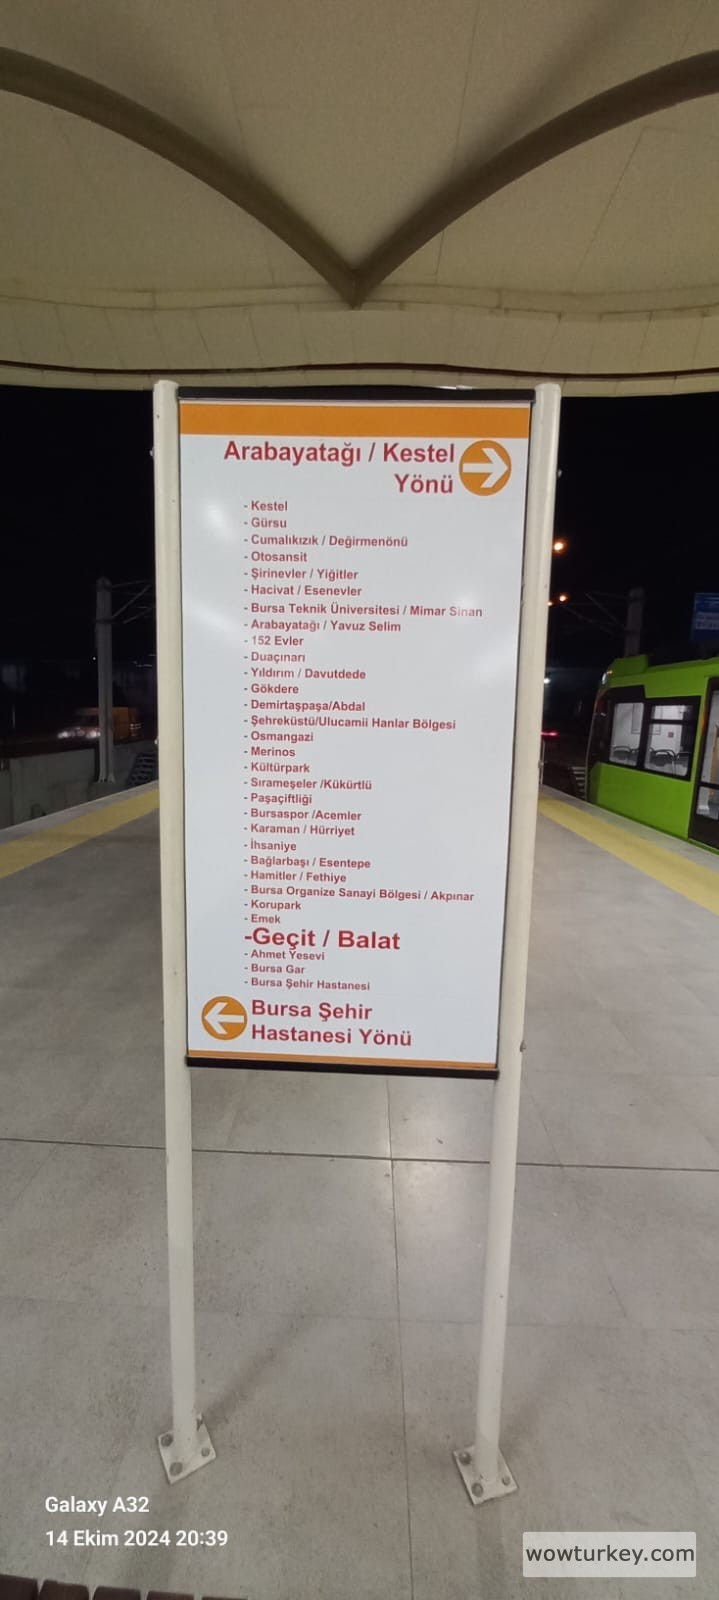 Arabayatağı / Kestel
Yönü
- Kestel
- Gürsu
- Cumalıkızık / Değirmenönü
- Otosansit
- Şirinevler / Yiğitler
- Hacivat / Esenevler
- Bursa Teknik Üniversitesi / Mimar Sinan
- Arabayatağı / Yavuz Selim
- 152 Evler
- Duaçınarı
- Yıldırım / Davutdede
- Gökdere
- Demirtaşpaşa/Abdal
- Şehreküstü/Ulucamii Hanlar Bölgesi
- Osmangazi
- Merinos
- Kültürpark
- Sırameşeler /Kükürtlü
- Paşaçiftliği
- Bursaspor /Acemler
- Karaman / Hürriyet
- İhsaniye
- Bağlarbaşı / Esentepe
- Hamitler / Fethiye
- Bursa Organize Sanayi Bölgesi / Akpınar
- Korupark
- Emek
-Geçit / Balat
- Ahmet Yesevi
- Bursa Gar
- Bursa Şehir Hastanesi
Bursa Şehir
Hastanesi Yönü
Galaxy A32
14 Ekim 2024 20:39
wowturkey.com